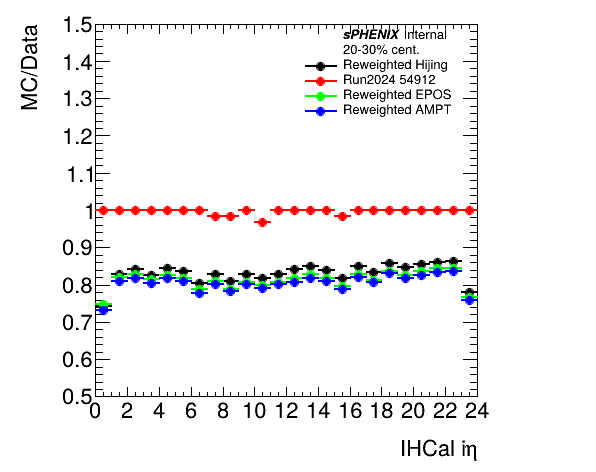 MC/Data
1.5
1.4
1.3
1.2
1.1
1
0.9
0.8
0.7
0.6
0.5
sPHENIX Internal
20-30% cent.
Reweighted Hijing
Run2024 54912
Reweighted EPOS
Reweighted AMPT
0 2 4 6 8 10 12 14 16 18 20 22 24
IHCal iη